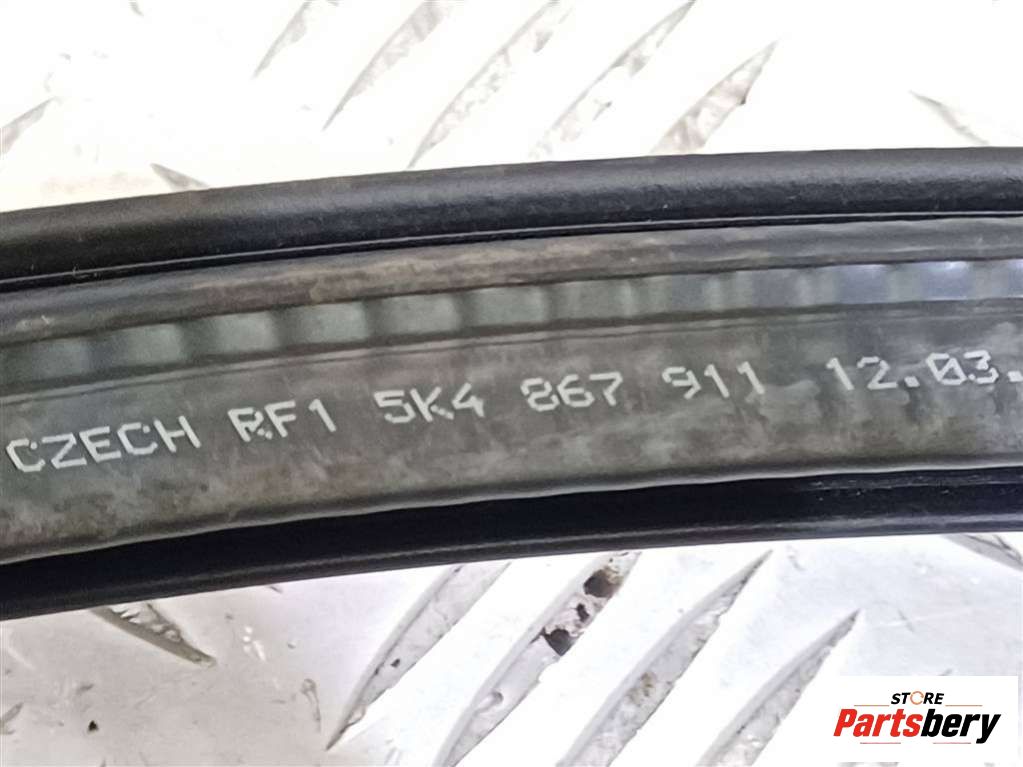 CZECH RF1 5K4 867 911 12.03.
STORE
Partsbery